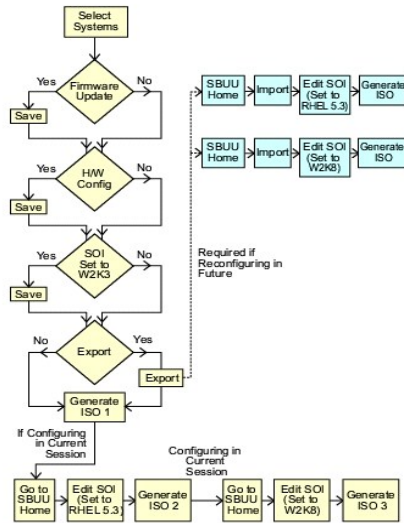 Select
Systems
Yes
Firmware
Update
No
Save
Yes
H/W
Config
No
Save
Yes
SOI
Set to
W2K3
No
Save
No
Export
Yes
Export
Generate
ISO 1
SBUU
Home
Import
Edit SOI
(Set to
RHEL 5.3)
Generate
ISO
SBUU
Home
Import
Edit SOI
(Set to
W2K8)
Generate
ISO
Required if
Reconfiguring in
Future
If Configuring
in Current
Session
Configuring in
Current
Session
Go to
SBUU
Home
Edit SOI
(Set to
RHEL 5.3)
Generate
ISO 2
Go to
SBUU
Home
Edit SOI
(Set to
W2K8)
Generate
ISO 3